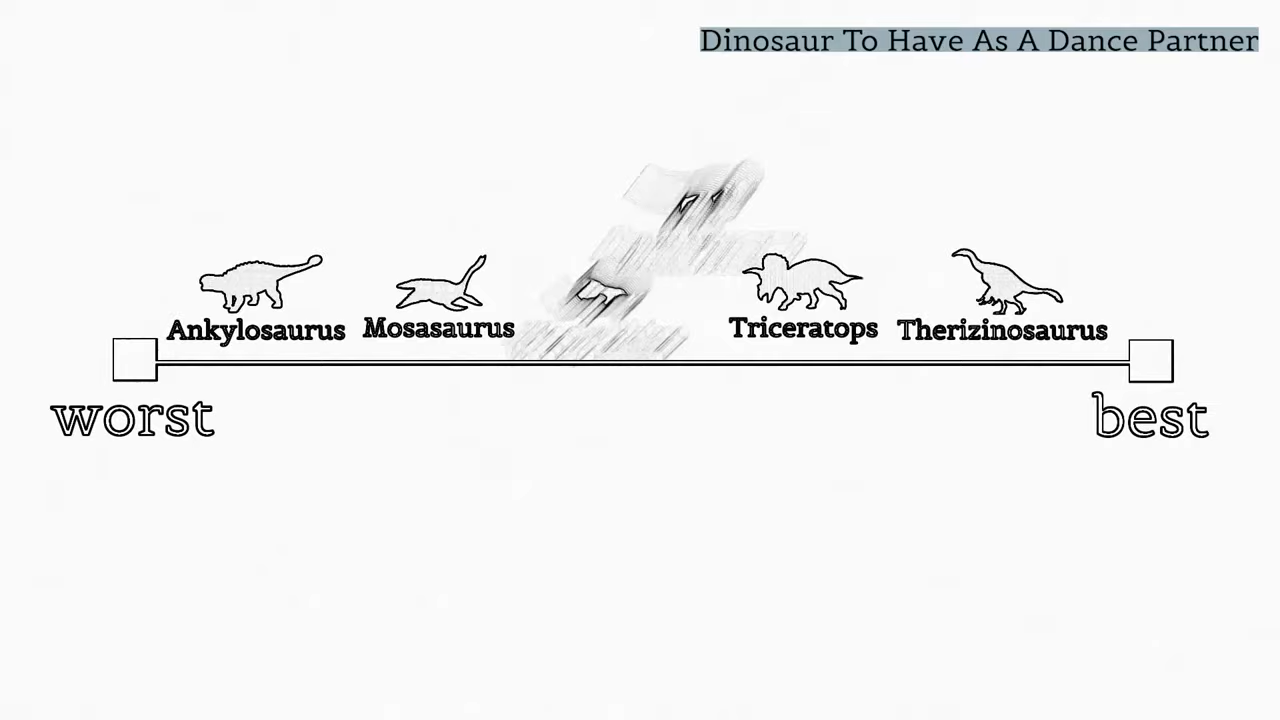 Dinosaur To Have As A Dance Partner
Ankylosaurus Mosasaurus Triceratops Therizinosaurus
worst best